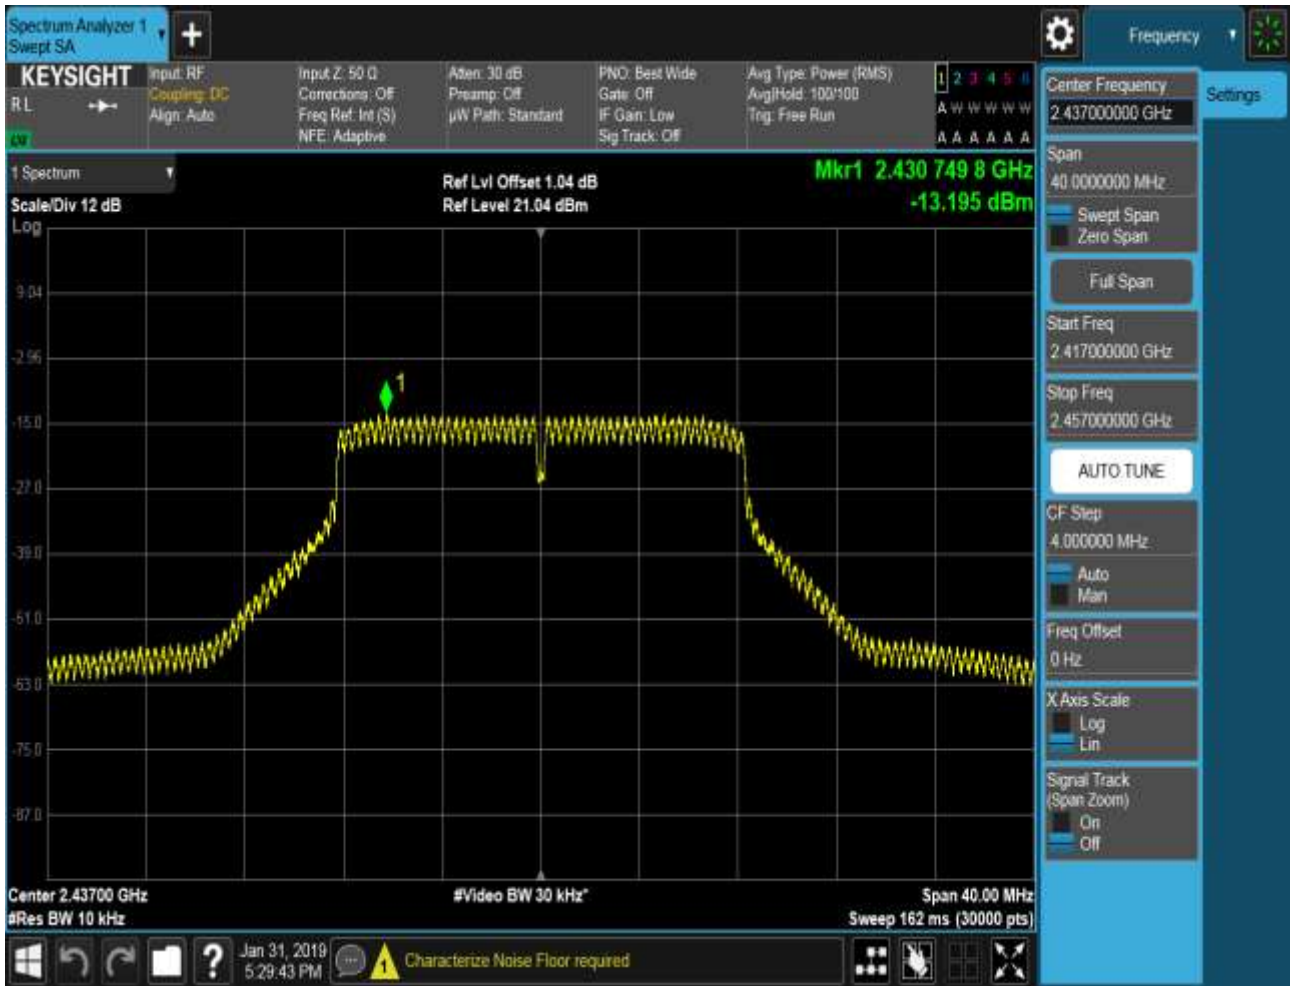 Spectrum Analyzer 1
Swept SA
+
Frequency
KEYSIGHT
RL
Input: RF
Coupling: DC
Align: Auto
Input Z: 50 Ω
Corrections: Off
Freq Ref: Int (S)
NFE: Adaptive
Atten: 30 dB
Preamp: Off
µW Path: Standard
PNO: Best Wide
Gate: Off
IF Gain: Low
Sig Track: Off
Avg Type: Power (RMS)
Avg|Hold: 100/100
Trig: Free Run
1 2 3 4 5 6
A W W W W W
A A A A A A
1 Spectrum
Scale/Div 12 dB
Log
Ref Lvl Offset 1.04 dB
Ref Level 21.04 dBm
Mkr1 2.430 749 8 GHz
-13.195 dBm
9.04
-2.96
-15.0
-27.0
-39.0
-51.0
-63.0
-75.0
-87.0
1
Center 2.43700 GHz
#Res BW 10 kHz
#Video BW 30 kHz*
Span 40.00 MHz
Sweep 162 ms (30000 pts)
Center Frequency
2.437000000 GHz
Settings
Span
40.0000000 MHz
Swept Span
Zero Span
Full Span
Start Freq
2.417000000 GHz
Stop Freq
2.457000000 GHz
AUTO TUNE
CF Step
4.000000 MHz
Auto
Man
Freq Offset
0 Hz
X Axis Scale
Log
Lin
Signal Track
(Span Zoom)
On
Off
?
Jan 31, 2019
5:29:43 PM
1
Characterize Noise Floor required